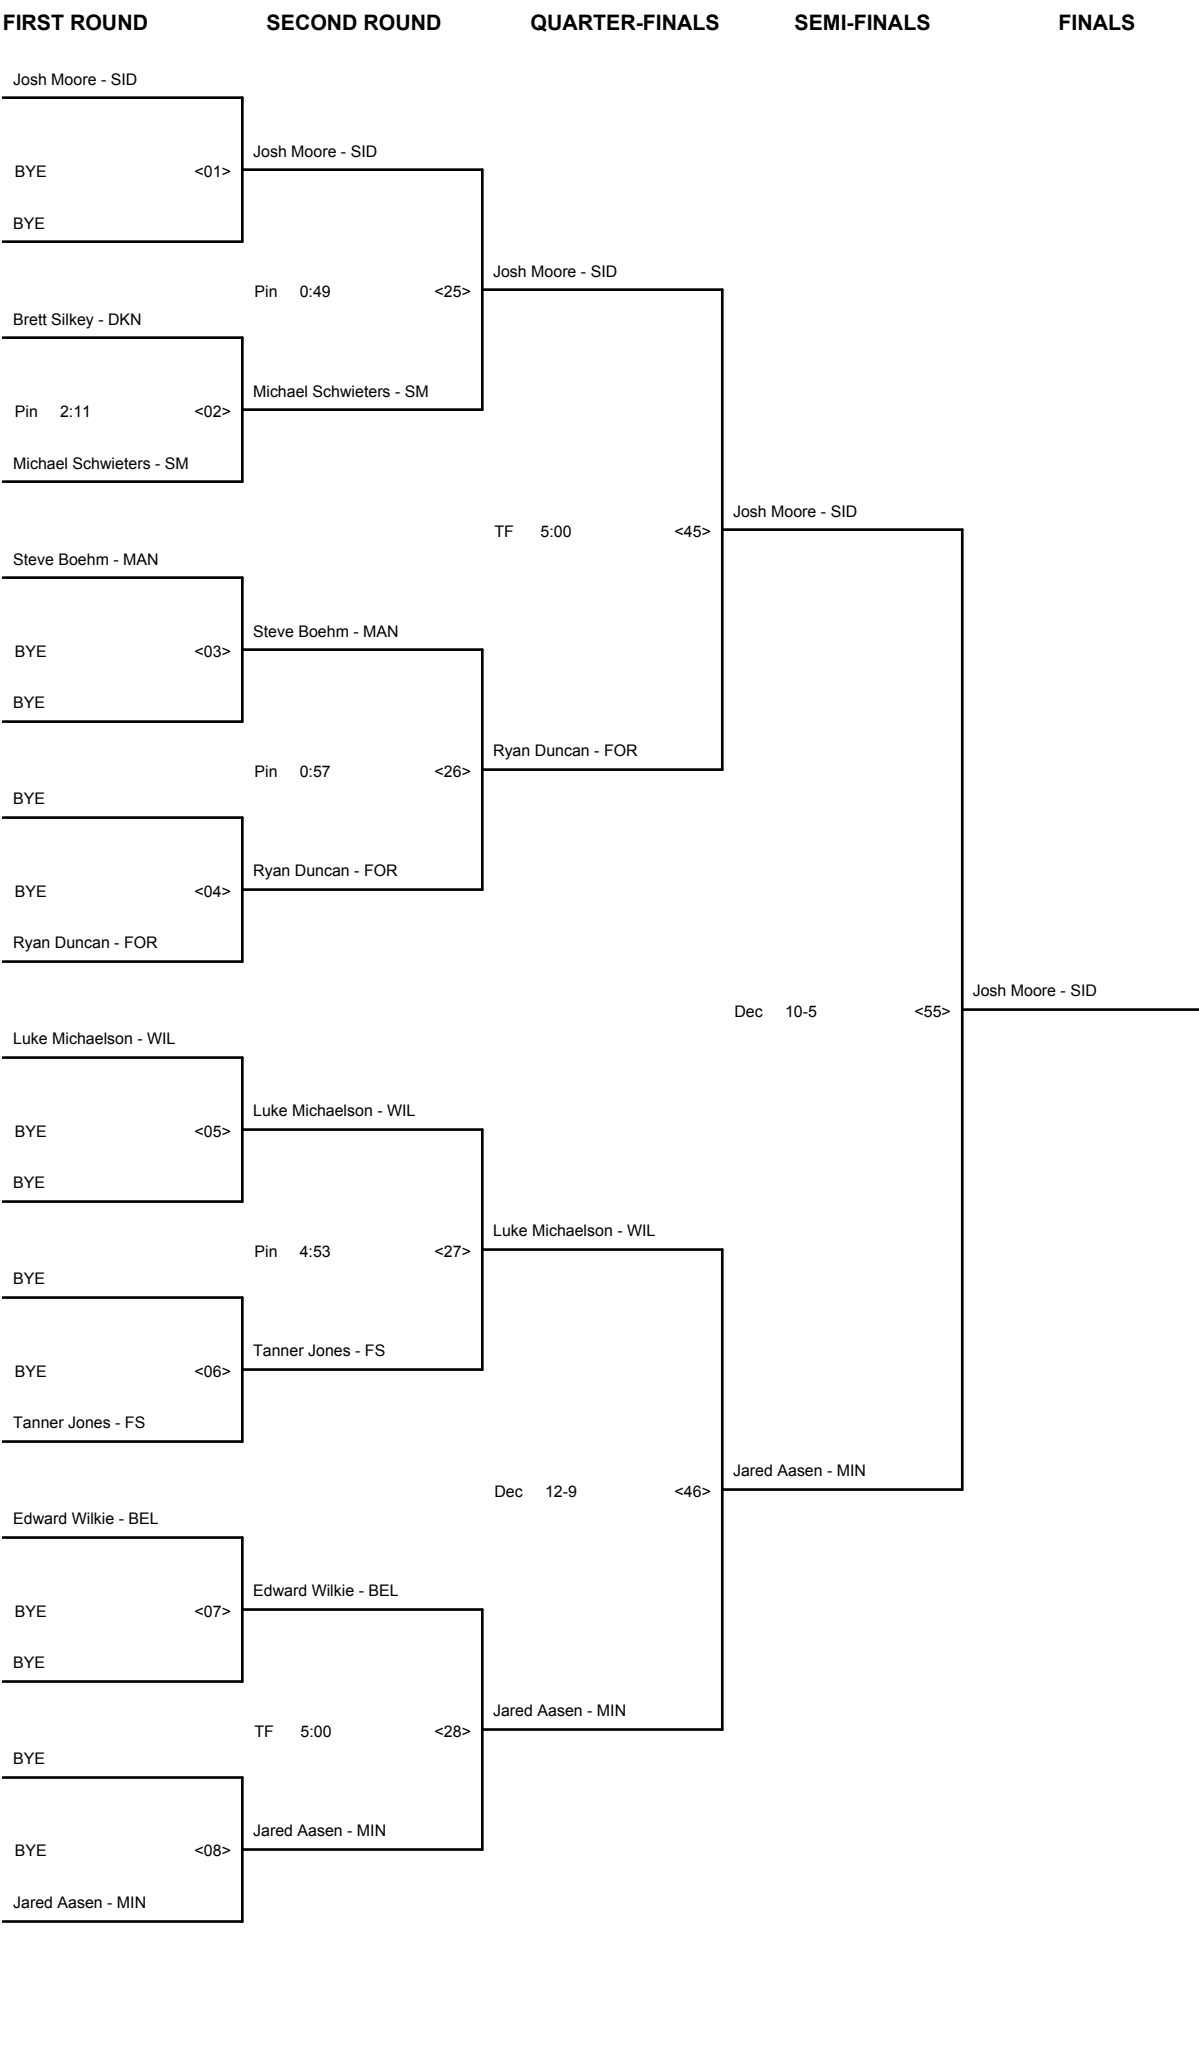 FIRST ROUND SECOND ROUND QUARTER-FINALS SEMI-FINALS FINALS
Josh Moore - SID
Josh Moore - SID
BYE <01>
BYE
Josh Moore - SID
Pin 0:49 <25>
Brett Silkey - DKN
Michael Schwieters - SM
Pin 2:11 <02>
Michael Schwieters - SM
Josh Moore - SID
TF 5:00 <45>
Steve Boehm - MAN
Steve Boehm - MAN
BYE <03>
BYE
Ryan Duncan - FOR
Pin 0:57 <26>
BYE
Ryan Duncan - FOR
BYE <04>
Ryan Duncan - FOR
Josh Moore - SID
Dec 10-5 <55>
Luke Michaelson - WIL
Luke Michaelson - WIL
BYE <05>
BYE
Luke Michaelson - WIL
Pin 4:53 <27>
BYE
Tanner Jones - FS
BYE <06>
Tanner Jones - FS
Jared Aasen - MIN
Dec 12-9 <46>
Edward Wilkie - BEL
Edward Wilkie - BEL
BYE <07>
BYE
Jared Aasen - MIN
TF 5:00 <28>
BYE
Jared Aasen - MIN
BYE <08>
Jared Aasen - MIN